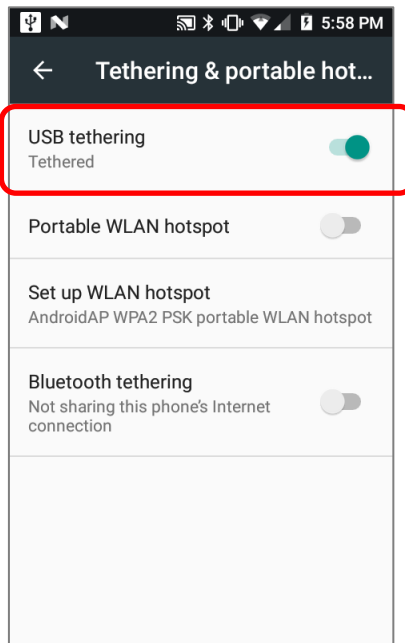 5:58 PM
Tethering & portable hot...
USB tethering
Tethered
Portable WLAN hotspot
Set up WLAN hotspot
AndroidAP WPA2 PSK portable WLAN hotspot
Bluetooth tethering
Not sharing this phone's Internet
connection